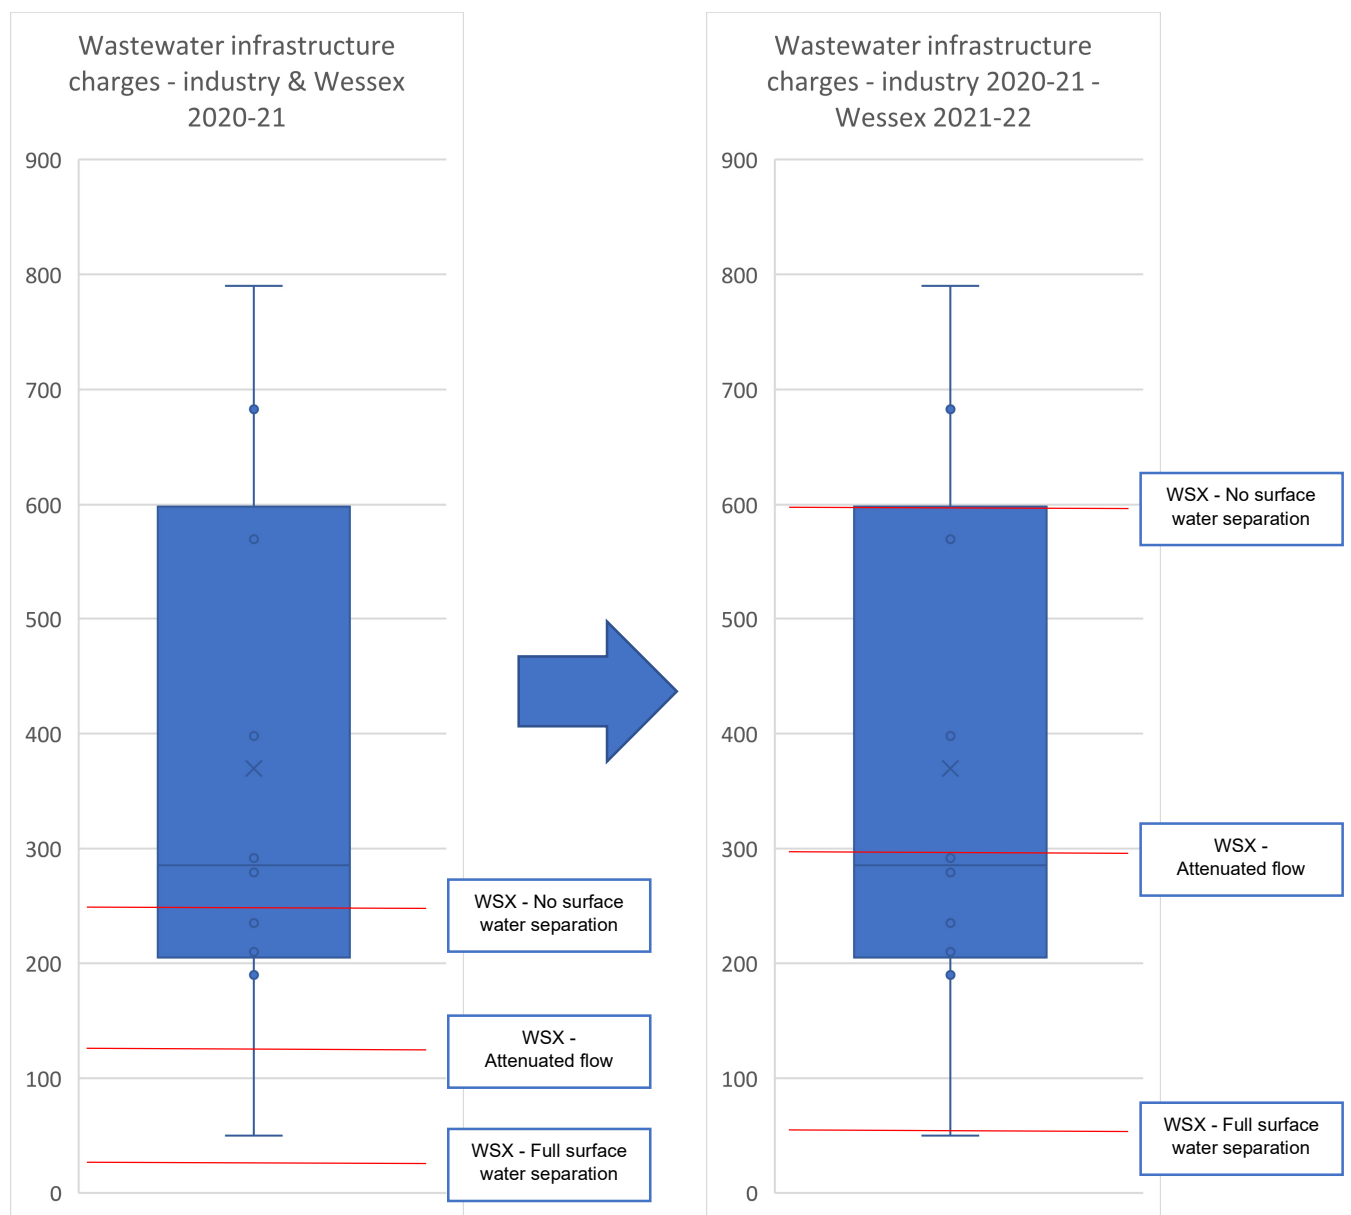 Wastewater infrastructure
charges - industry & Wessex
2020-21
900
800
700
600
500
400
300
200
100
0
WSX - No surface
water separation
WSX -
Attenuated flow
WSX - Full surface
water separation
Wastewater infrastructure
charges - industry 2020-21 -
Wessex 2021-22
900
800
700
600
500
400
300
200
100
0
WSX - No surface
water separation
WSX -
Attenuated flow
WSX - Full surface
water separation